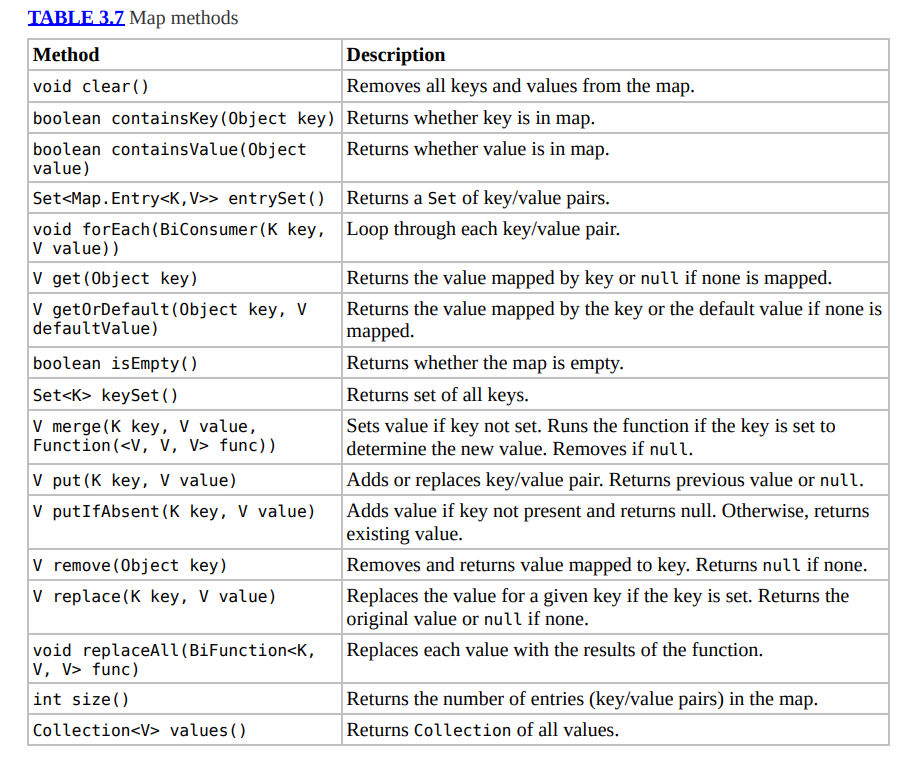 TABLE 3.7 Map methods
Method Description
void clear() Removes all keys and values from the map.
boolean containsKey(Object key) Returns whether key is in map.
boolean containsValue(Object Returns whether value is in map.
value)
Set<Map.Entry<K,V>> entrySet() Returns a Set of key/value pairs.
void forEach(BiConsumer(K key, Loop through each key/value pair.
V value))
V get(Object key) Returns the value mapped by key or null if none is mapped.
V getOrDefault(Object key, V Returns the value mapped by the key or the default value if none is
defaultValue) mapped.
boolean isEmpty() Returns whether the map is empty.
Set<K> keySet() Returns set of all keys.
V merge(K key, V value, Sets value if key not set. Runs the function if the key is set to
Function(<V, V, V> func)) determine the new value. Removes if null.
V put(K key, V value) Adds or replaces key/value pair. Returns previous value or null.
V putIfAbsent(K key, V value) Adds value if key not present and returns null. Otherwise, returns
existing value.
V remove(Object key) Removes and returns value mapped to key. Returns null if none.
V replace(K key, V value) Replaces the value for a given key if the key is set. Returns the
original value or null if none.
void replaceAll(BiFunction<K, Replaces each value with the results of the function.
V, V> func)
int size() Returns the number of entries (key/value pairs) in the map.
Collection<V> values() Returns Collection of all values.